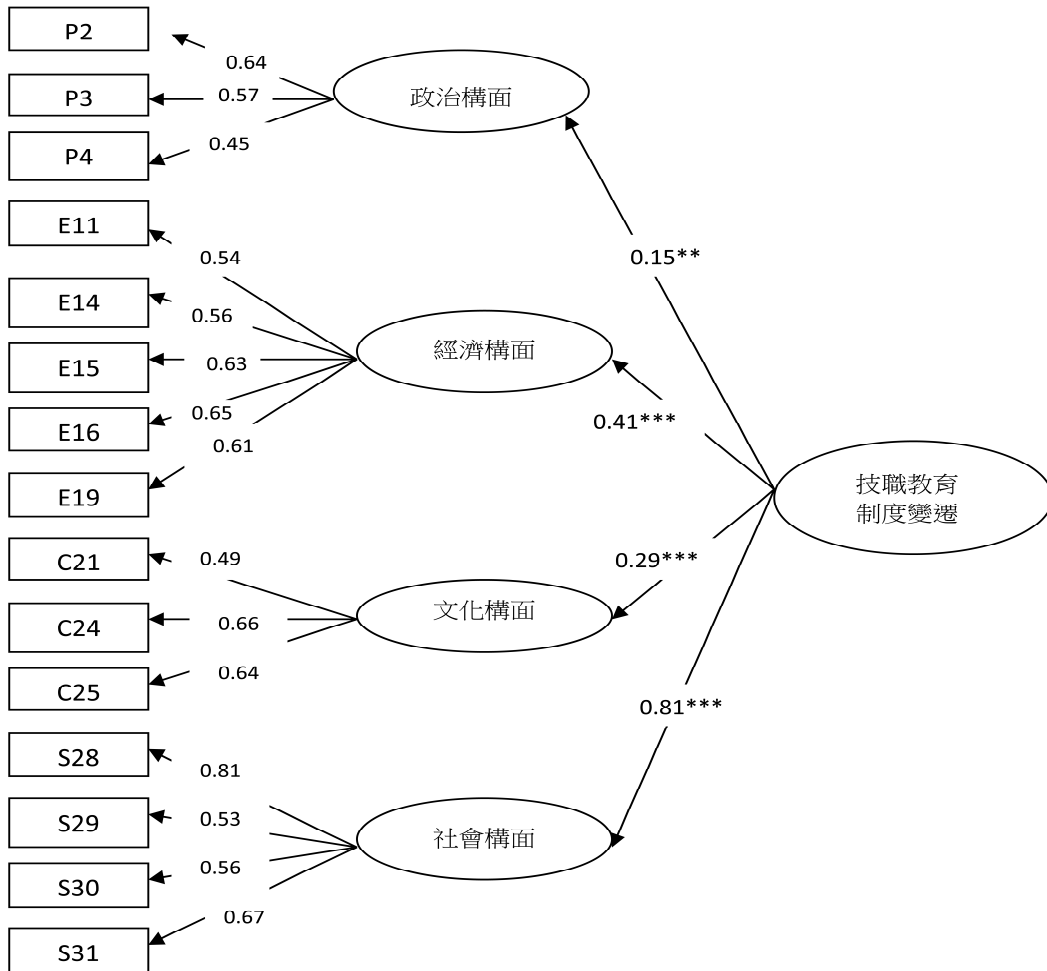 P2
0.64
政治構面
P3
0.57
P4
0.45
E11
0.54
0.15**
E14
0.56
經濟構面
E15
0.63
E16
0.65
0.41***
E19
0.61
技職教育
制度變遷
C21
0.49
0.29***
文化構面
C24
0.66
C25
0.64
0.81***
S28
0.81
S29
0.53
社會構面
S30
0.56
S31
0.67